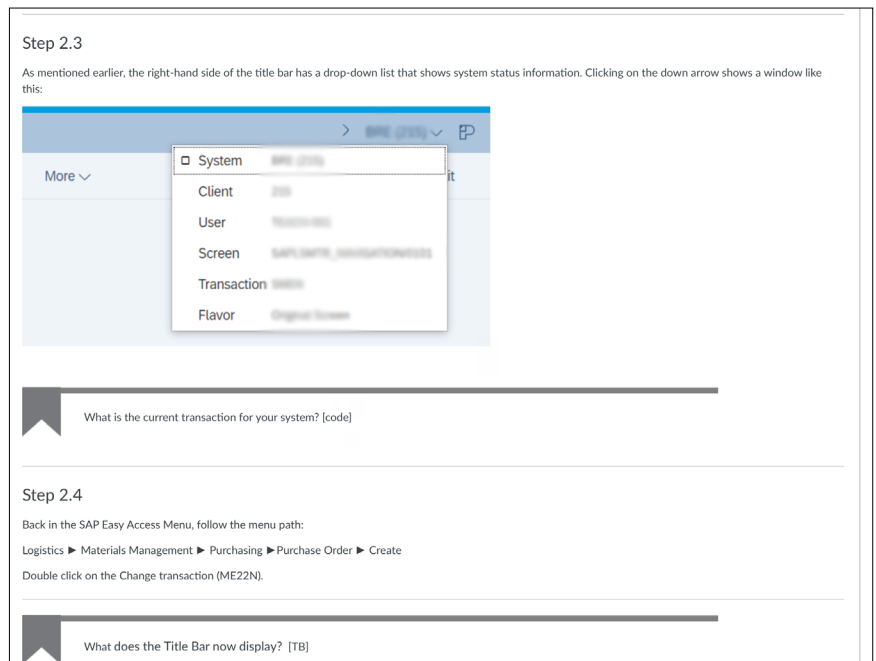 Step 2.3
As mentioned earlier, the right-hand side of the title bar has a drop-down list that shows system status information. Clicking on the down arrow shows a window like
this:
More
System
it
Client
User
Screen
Transaction
Flavor
What is the current transaction for your system? [code]
Step 2.4
Back in the SAP Easy Access Menu, follow the menu path:
Logistics ► Materials Management ► Purchasing ►Purchase Order ► Create
Double click on the Change transaction (ME22N).
What does the Title Bar now display? [TB]